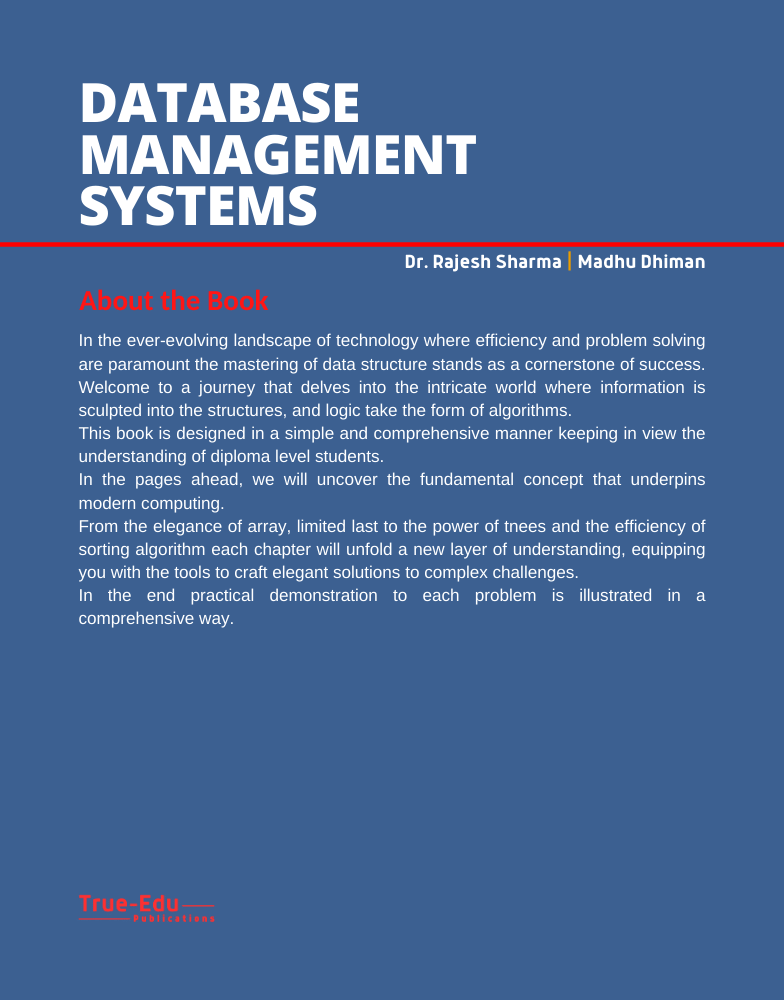 DATABASE
MANAGEMENT
SYSTEMS
Dr. Rajesh Sharma | Madhu Dhiman
About the Book
In the ever-evolving landscape of technology where efficiency and problem solving
are paramount the mastering of data structure stands as a cornerstone of success.
Welcome to a journey that delves into the intricate world where information is
sculpted into the structures, and logic take the form of algorithms.
This book is designed in a simple and comprehensive manner keeping in view the
understanding of diploma level students.
In the pages ahead, we will uncover the fundamental concept that underpins
modern computing.
From the elegance of array, limited last to the power of tnees and the efficiency of
sorting algorithm each chapter will unfold a new layer of understanding, equipping
you with the tools to craft elegant solutions to complex challenges.
In the end practical demonstration to each problem is illustrated in a
comprehensive way.
True-Edu
Publications